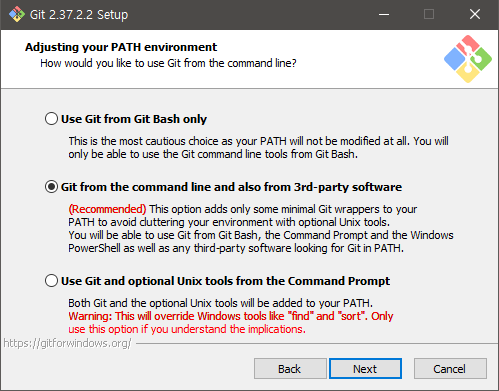 Git 2.37.2.2 Setup
Adjusting your PATH environment
How would you like to use Git from the command line?
Use Git from Git Bash only
This is the most cautious choice as your PATH will not be modified at all. You will
only be able to use the Git command line tools from Git Bash.
Git from the command line and also from 3rd-party software
(Recommended) This option adds only some minimal Git wrappers to your
PATH to avoid cluttering your environment with optional Unix tools.
You will be able to use Git from Git Bash, the Command Prompt and the Windows
PowerShell as well as any third-party software looking for Git in PATH.
Use Git and optional Unix tools from the Command Prompt
Both Git and the optional Unix tools will be added to your PATH.
Warning: This will override Windows tools like "find" and "sort". Only
use this option if you understand the implications.
https://gitforwindows.org/
Back Next Cancel